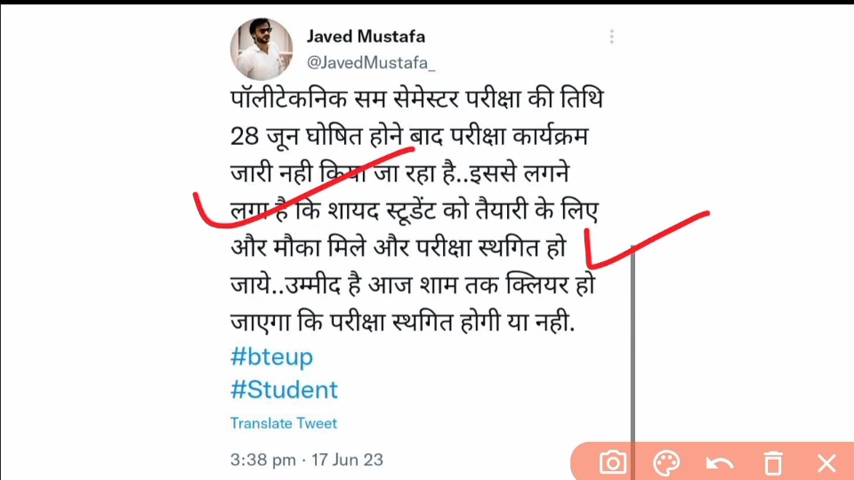 Javed Mustafa
@JavedMustafa_
पॉलीटेकनिक सम सेमेस्टर परीक्षा की तिथि
28 जून घोषित होने बाद परीक्षा कार्यक्रम
जारी नही किया जा रहा है..इससे लगने
लगा है कि शायद स्टूडेंट को तैयारी के लिए
और मौका मिले और परीक्षा स्थगित हो
जाये..उम्मीद है आज शाम तक क्लियर हो
जाएगा कि परीक्षा स्थगित होगी या नही.
#bteup
#Student
Translate Tweet
3:38 pm · 17 Jun 23